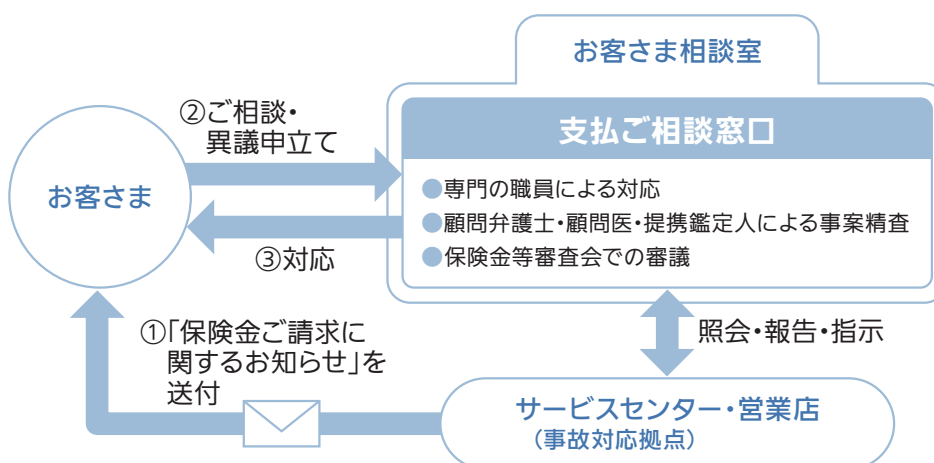 お客さま相談室
支払ご相談窓口
●専門の職員による対応
●顧問弁護士・顧問医・提携鑑定人による事案精査
●保険金等審査会での審議
②ご相談・
異議申立て
お客さま
③対応
①「保険金ご請求に
関するお知らせ」を
送付
照会・報告・指示
サービスセンター・営業店
（事故対応拠点）